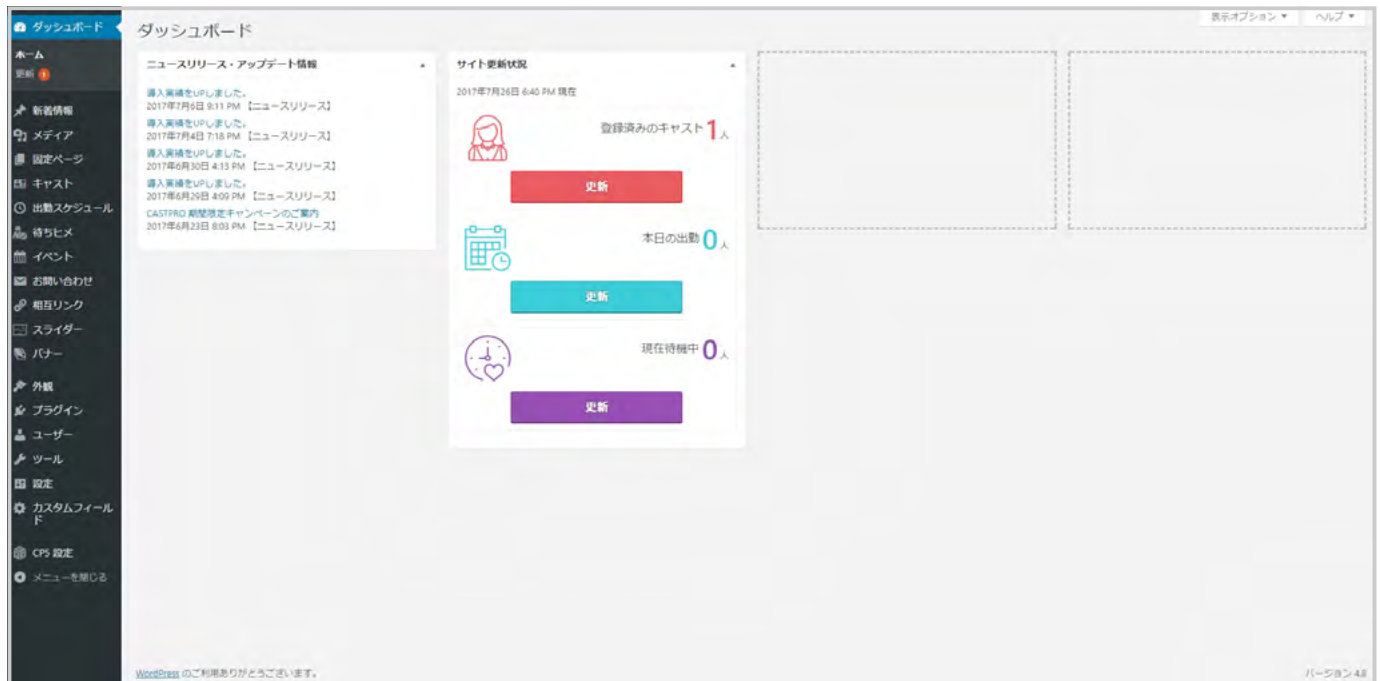 ダッシュボード
ホーム
更新 1
新着情報
メディア
固定ページ
キャスト
出勤スケジュール
待ちヒメ
イベント
お問い合わせ
相互リンク
スライダー
バナー
外観
プラグイン
ユーザー
ツール
設定
カスタムフィール
ド
CPS 設定
メニューを閉じる
表示オプション
ヘルプ
ダッシュボード
ニュースリリース・アップデート情報
導入実績をUPしました。
2017年7月6日 9:11 PM 【ニュースリリース】
導入実績をUPしました。
2017年7月4日 7:18 PM 【ニュースリリース】
導入実績をUPしました。
2017年6月30日 4:13 PM 【ニュースリリース】
導入実績をUPしました。
2017年6月29日 4:09 PM 【ニュースリリース】
CASTPRO 期間限定キャンペーンのご案内
2017年6月23日 8:03 PM 【ニュースリリース】
サイト更新状況
2017年7月26日 6:40 PM 現在
登録済みのキャスト 1 人
更新
本日の出勤 0 人
更新
現在待機中 0 人
更新
WordPress のご利用ありがとうございます。
バージョン 4.8